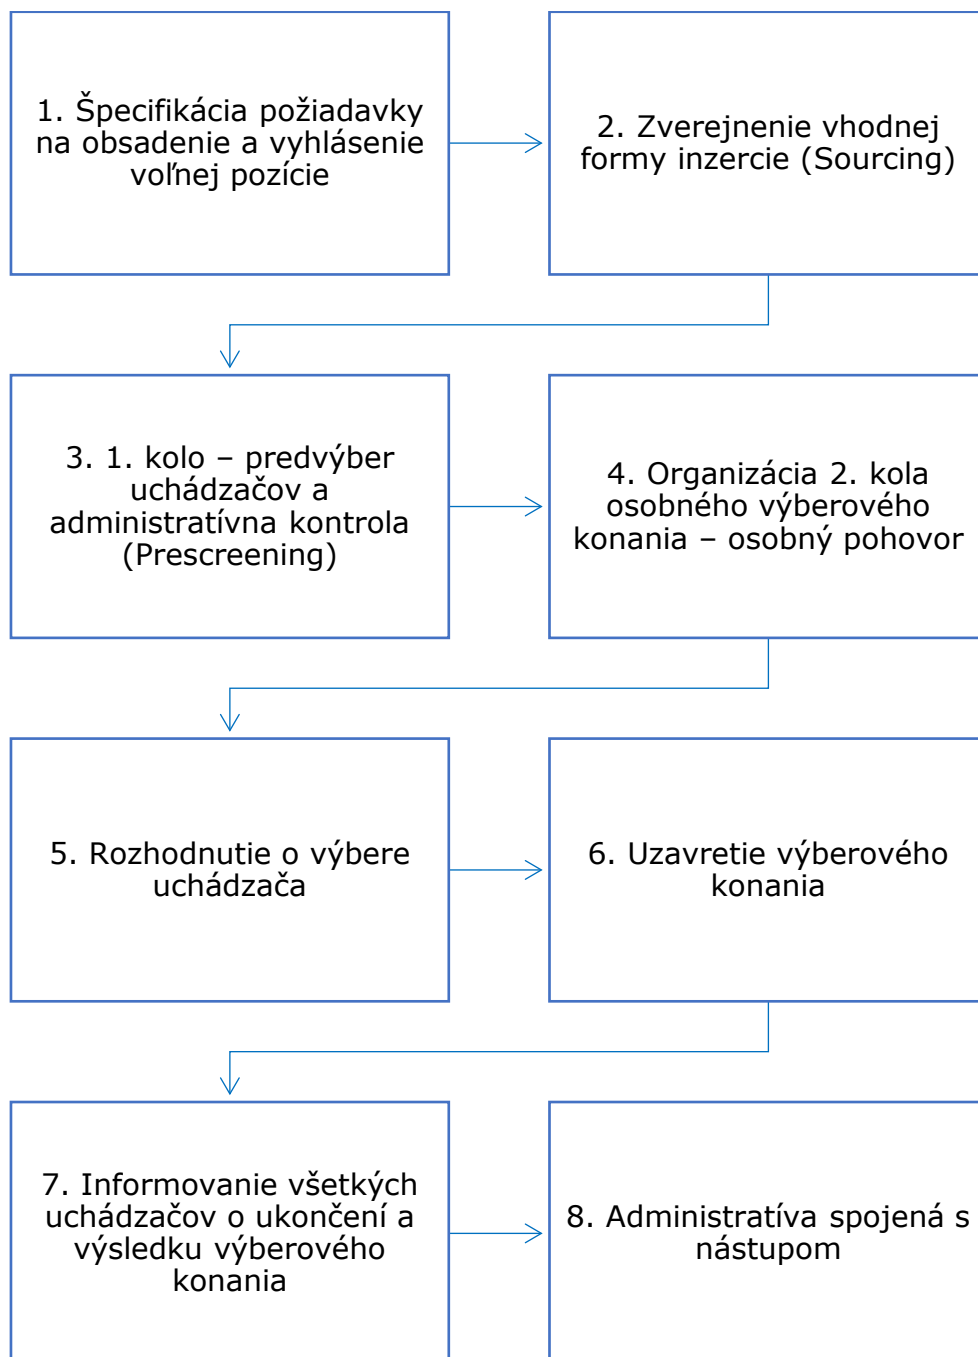 1. Špecifikácia požiadavky
na obsadenie a vyhlásenie
voľnej pozície
2. Zverejnenie vhodnej
formy inzercie (Sourcing)
3. 1. kolo – predvýber
uchádzačov a
administratívna kontrola
(Prescreening)
4. Organizácia 2. kola
osobného výberového
konania – osobný pohovor
5. Rozhodnutie o výbere
uchádzača
6. Uzavretie výberového
konania
7. Informovanie všetkých
uchádzačov o ukončení a
výsledku výberového
konania
8. Administratíva spojená s
nástupom